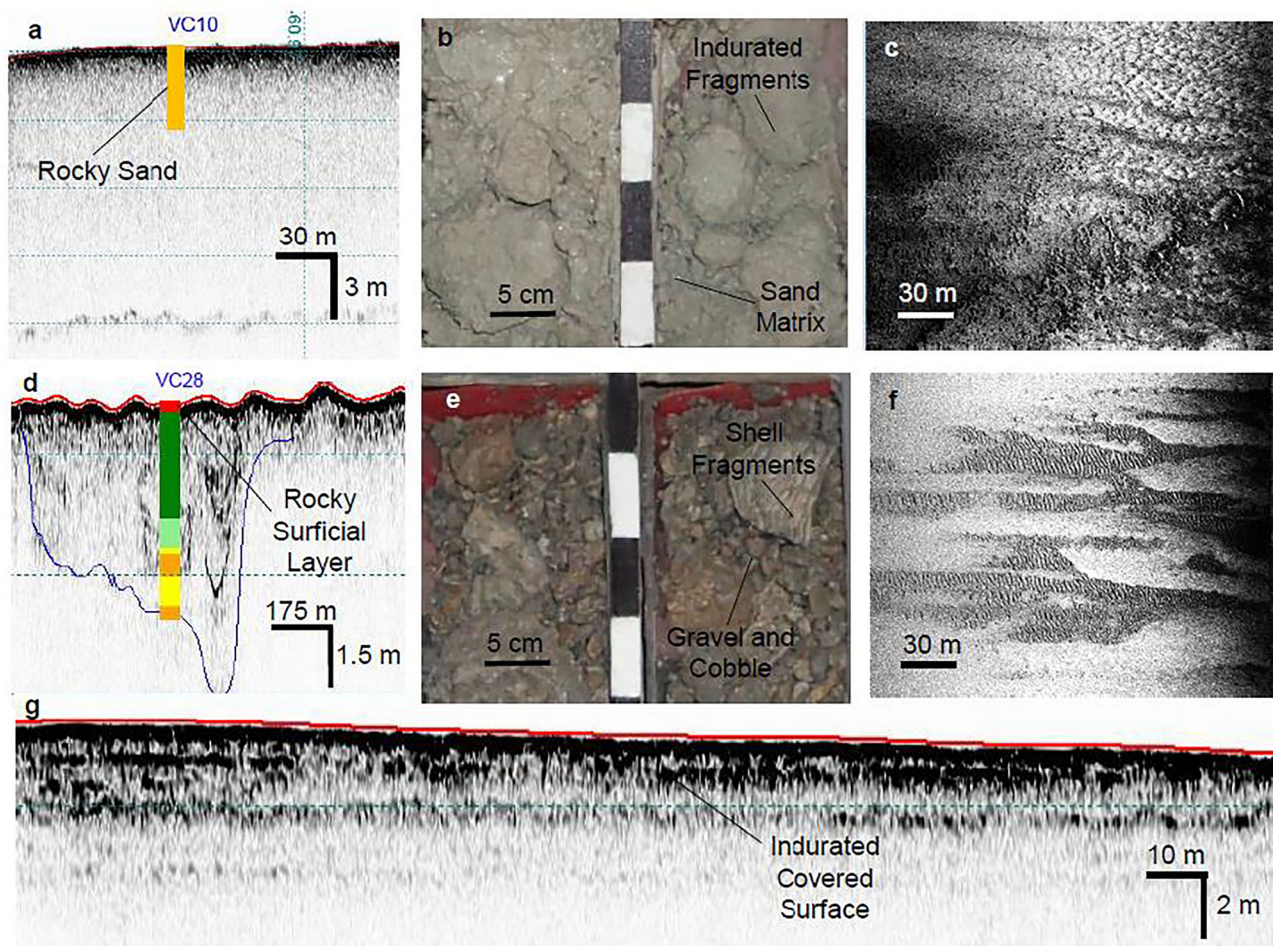 a
VC10
Rocky Sand
30 m
3 m
b
Indurated
Fragments
5 cm
Sand
Matrix
c
30 m
d
VC28
Rocky
Surficial
Layer
175 m
1.5 m
e
Shell
Fragments
5 cm
Gravel and
Cobble
f
30 m
g
Indurated
Covered
Surface
10 m
2 m